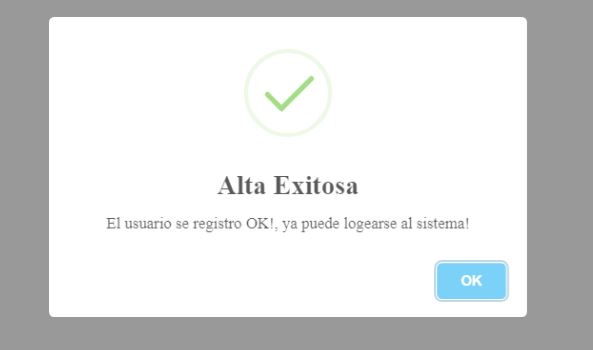 Alta Exitosa
El usuario se registro OK!, ya puede logearse al sistema!
OK